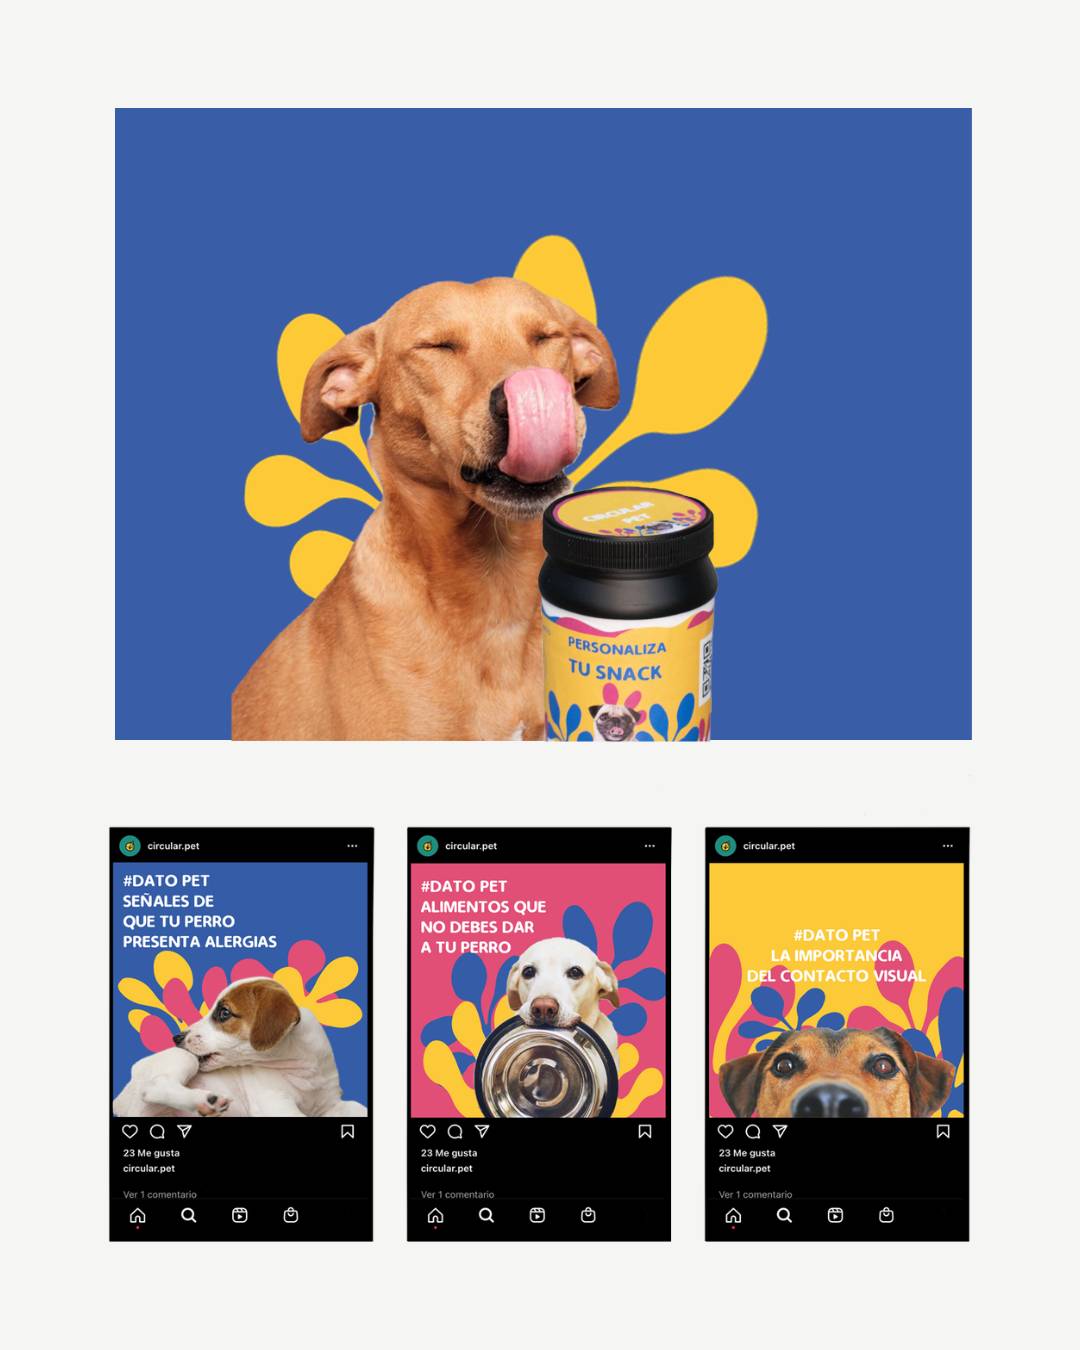 CIRCULAR
PET
PERSONALIZA
TU SNACK
circular.pet
#DATO PET
SEÑALES DE
QUE TU PERRO
PRESENTA ALERGIAS
23 Me gusta
circular.pet
Ver 1 comentario
circular.pet
#DATO PET
ALIMENTOS QUE
NO DEBES DAR
A TU PERRO
23 Me gusta
circular.pet
Ver 1 comentario
circular.pet
#DATO PET
LA IMPORTANCIA
DEL CONTACTO VISUAL
23 Me gusta
circular.pet
Ver 1 comentario